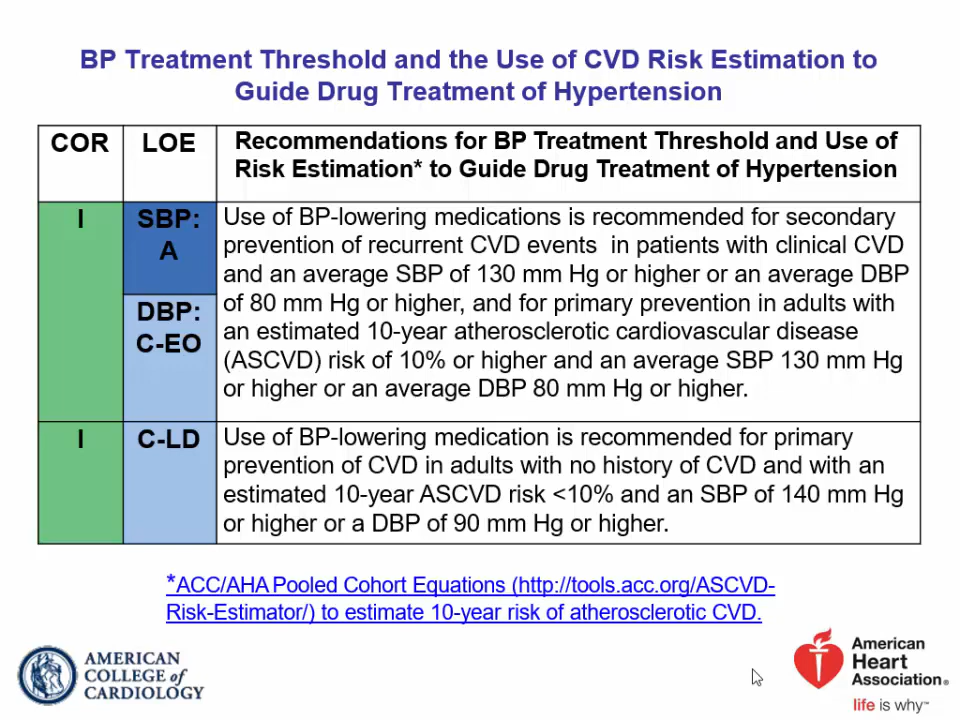 BP Treatment Threshold and the Use of CVD Risk Estimation to
Guide Drug Treatment of Hypertension
COR
LOE
Recommendations for BP Treatment Threshold and Use of
Risk Estimation* to Guide Drug Treatment of Hypertension
I
SBP:
A
DBP:
C-EO
Use of BP-lowering medications is recommended for secondary
prevention of recurrent CVD events  in patients with clinical CVD
and an average SBP of 130 mm Hg or higher or an average DBP
of 80 mm Hg or higher, and for primary prevention in adults with
an estimated 10-year atherosclerotic cardiovascular disease
(ASCVD) risk of 10% or higher and an average SBP 130 mm Hg
or higher or an average DBP 80 mm Hg or higher.
I
C-LD
Use of BP-lowering medication is recommended for primary
prevention of CVD in adults with no history of CVD and with an
estimated 10-year ASCVD risk <10% and an SBP of 140 mm Hg
or higher or a DBP of 90 mm Hg or higher.
*ACC/AHA Pooled Cohort Equations (http://tools.acc.org/ASCVD-
Risk-Estimator/) to estimate 10-year risk of atherosclerotic CVD.
AMERICAN
COLLEGE of
CARDIOLOGY
American
Heart
Association®
life is why™